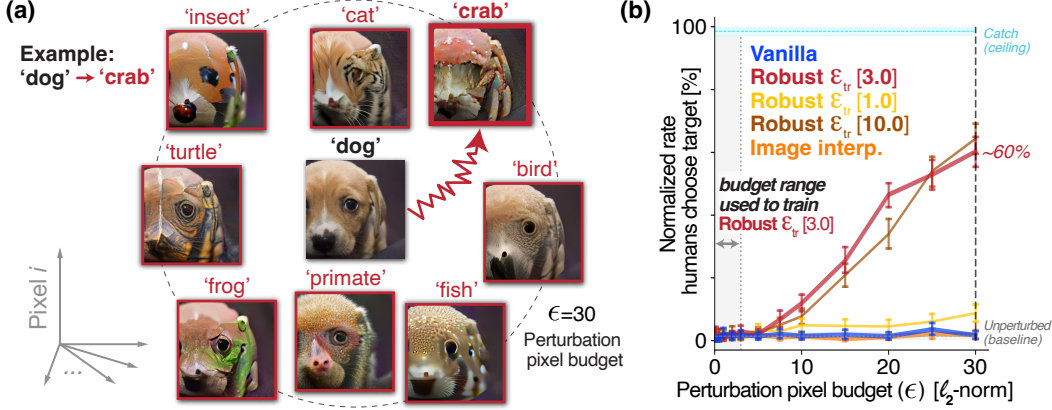 (a)
Example:
'dog' → 'crab'
'insect'
'cat'
'crab'
'turtle'
'dog'
'bird'
'frog'
'primate'
'fish'
Pixel i
...
ϵ=30
Perturbation
pixel budget
(b)
Normalized rate
humans choose target [%]
100
0
Catch
(ceiling)
Vanilla
Robust ε_tr [3.0]
Robust ε_tr [1.0]
Robust ε_tr [10.0]
Image interp.
~60%
budget range
used to train
Robust ε_tr [3.0]
Unperturbed
(baseline)
0
10
20
30
Perturbation pixel budget (ϵ) [ℓ₂-norm]